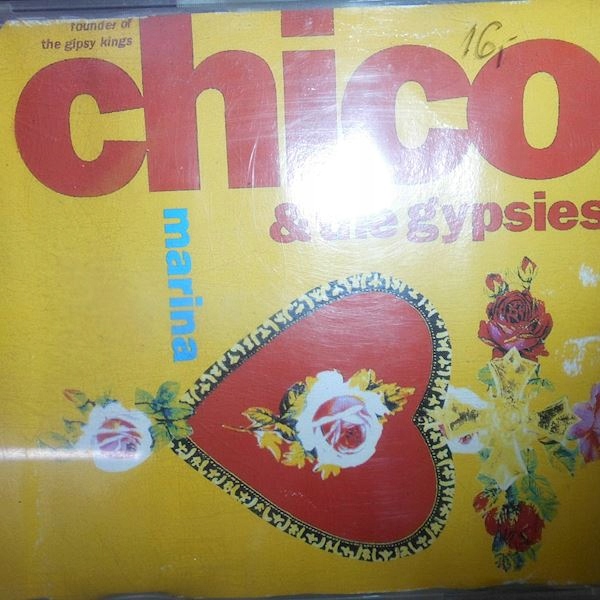 founder of
the gipsy kings
chico
16,-
& the gypsies
marina